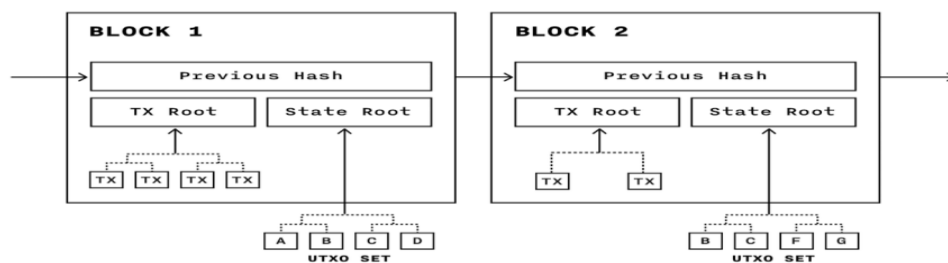 BLOCK 1
Previous Hash
TX Root
State Root
TX TX TX TX
A B C D
UTXO SET
BLOCK 2
Previous Hash
TX Root
State Root
TX TX
B C F G
UTXO SET